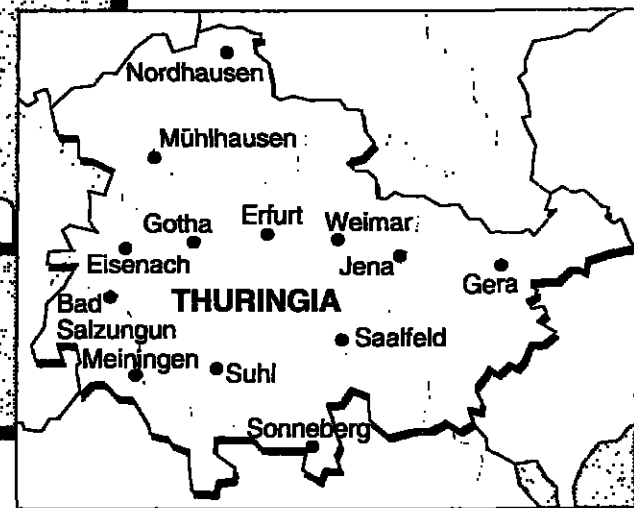 Nordhausen
Mühlhausen
Gotha
Erfurt
Weimar
Eisenach
Jena
Gera
Bad
Salzungun
THURINGIA
Saalfeld
Meiningen
Suhl
Sonneberg